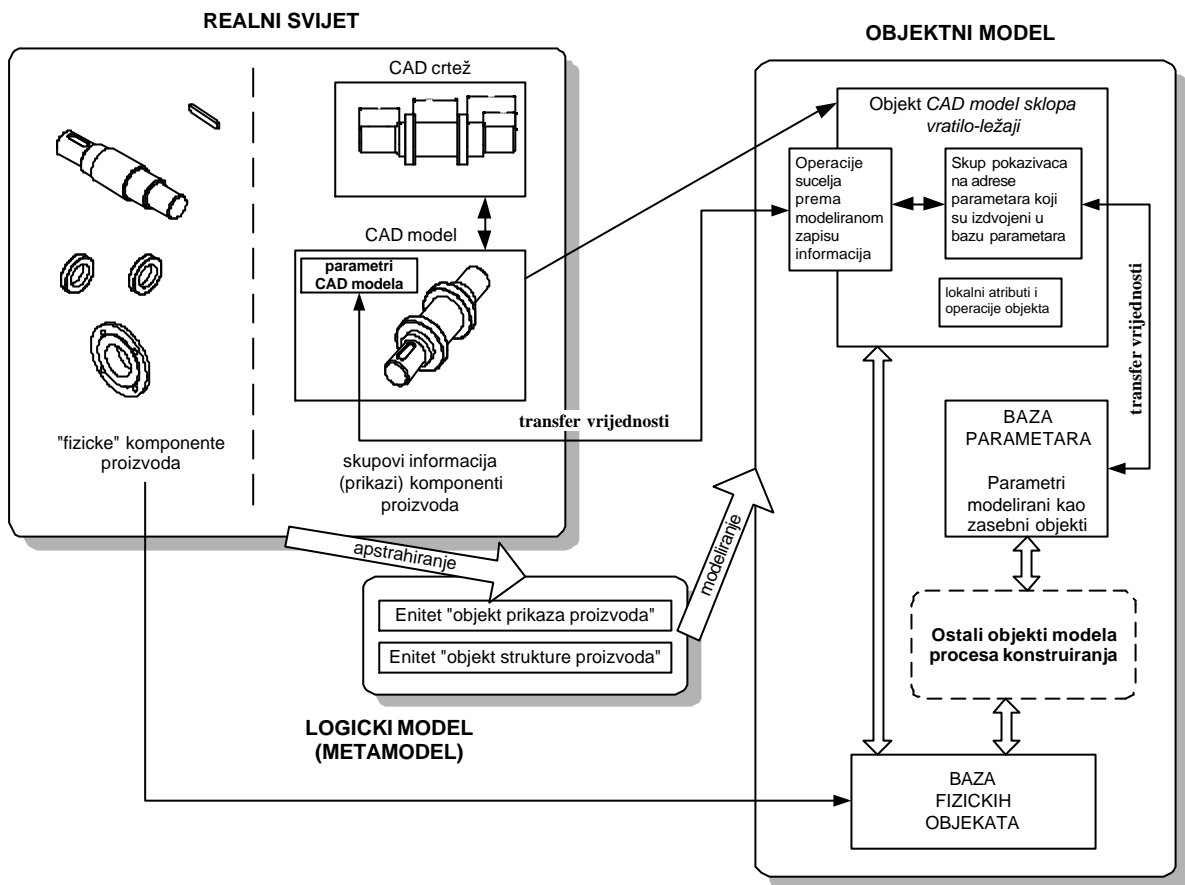 REALNI SVIJET
CAD crtež
CAD model
parametri
CAD modela
"fizicke" komponente
proizvoda
skupovi informacija
(prikazi) komponenti
proizvoda
transfer vrijednosti
apstrahiranje
modeliranje
Enitet "objekt prikaza proizvoda"
Enitet "objekt strukture proizvoda"
LOGICKI MODEL
(METAMODEL)
OBJEKTNI MODEL
Objekt CAD model sklopa
vratilo-ležaji
Operacije
sucelja
prema
modeliranom
zapisu
informacija
Skup pokazivaca
na adrese
parametara koji
su izdvojeni u
bazu parametara
lokalni atributi i
operacije objekta
transfer vrijednosti
BAZA
PARAMETARA
Parametri
modelirani kao
zasebni objekti
Ostali objekti modela
procesa konstruiranja
BAZA
FIZICKIH
OBJEKATA